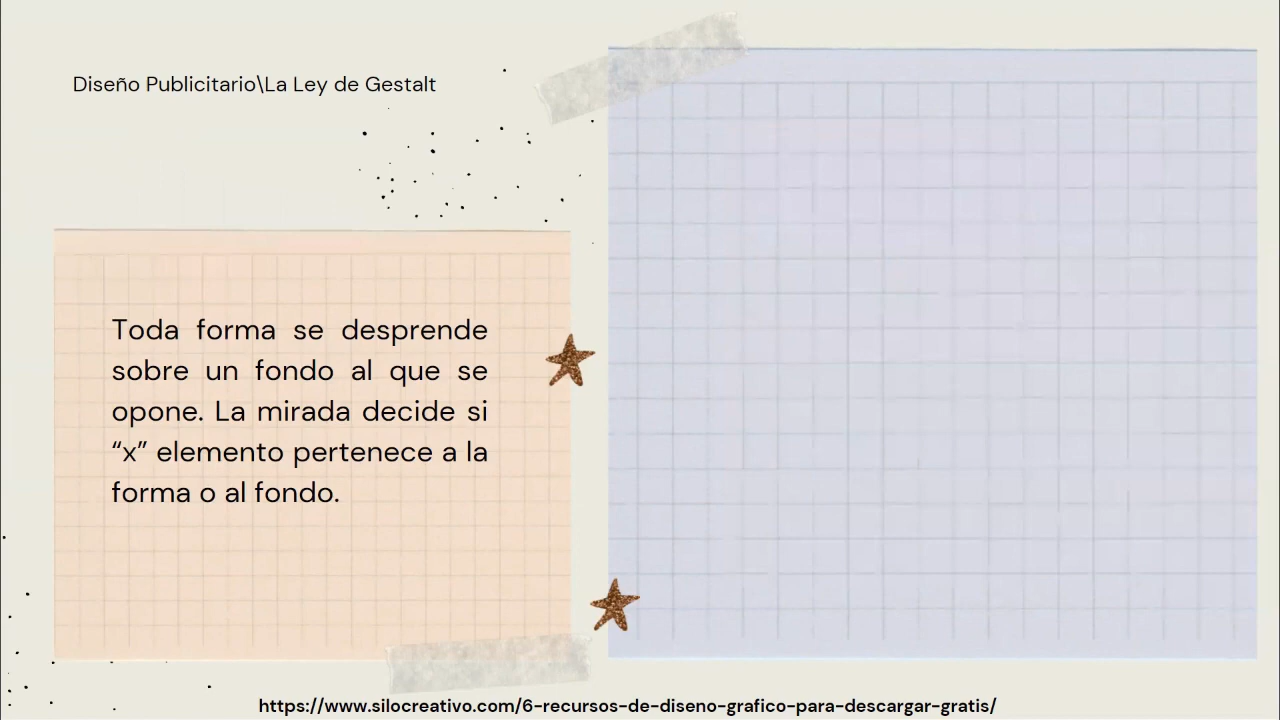 Diseño Publicitario\La Ley de Gestalt
Toda forma se desprende
sobre un fondo al que se
opone. La mirada decide si
“x” elemento pertenece a la
forma o al fondo.
https://www.silocreativo.com/6-recursos-de-diseno-grafico-para-descargar-gratis/